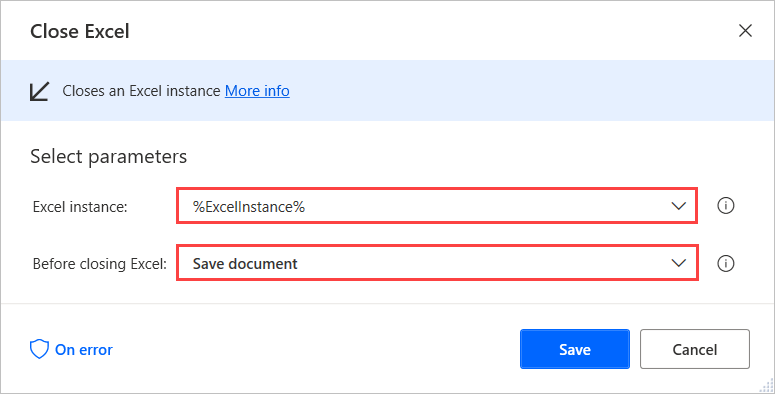 Close Excel
Closes an Excel instance More info
Select parameters
Excel instance: %ExcelInstance%
Before closing Excel: Save document
On error Save Cancel